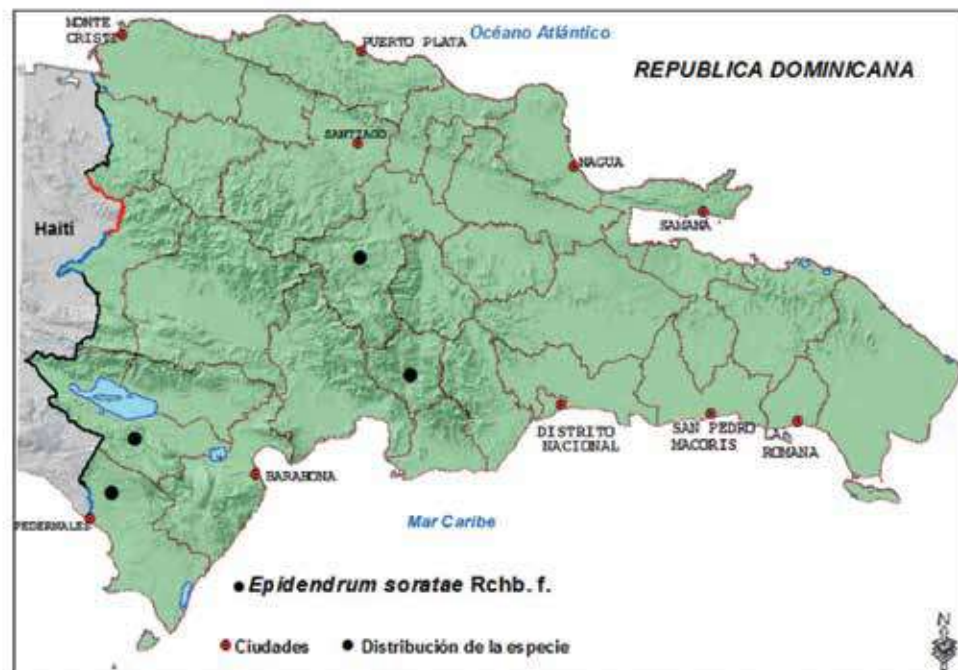 MONTE
CRISTI
PUERTO PLATA
Océano Atlántico
REPUBLICA DOMINICANA
SANTIAGO
NAGUA
SAMANA
Haití
DISTRITO
NACIONAL
SAN PEDRO
MACORIS
LA
ROMANA
BARAHONA
PEDERNALES
Mar Caribe
Epidendrum soratae Rchb. f.
Ciudades
Distribución de la especie
N